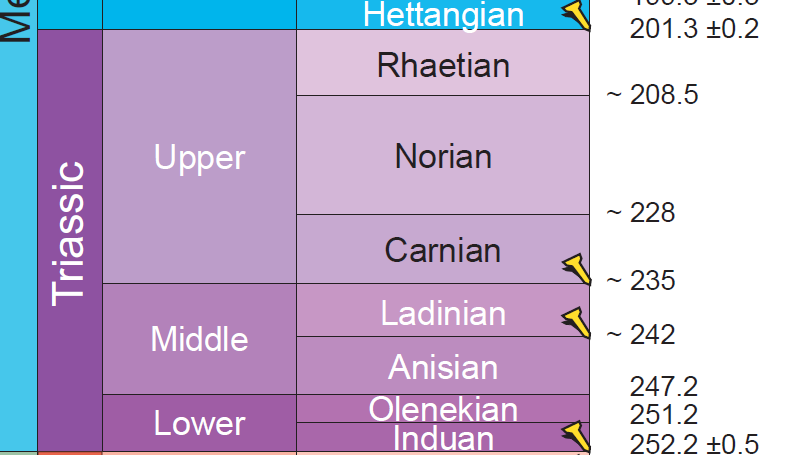 Me
Hettangian
201.3 ±0.2
Triassic
Upper
Rhaetian
~ 208.5
Norian
~ 228
Carnian
~ 235
Middle
Ladinian
~ 242
Anisian
247.2
Lower
Olenekian
251.2
Induan
252.2 ±0.5